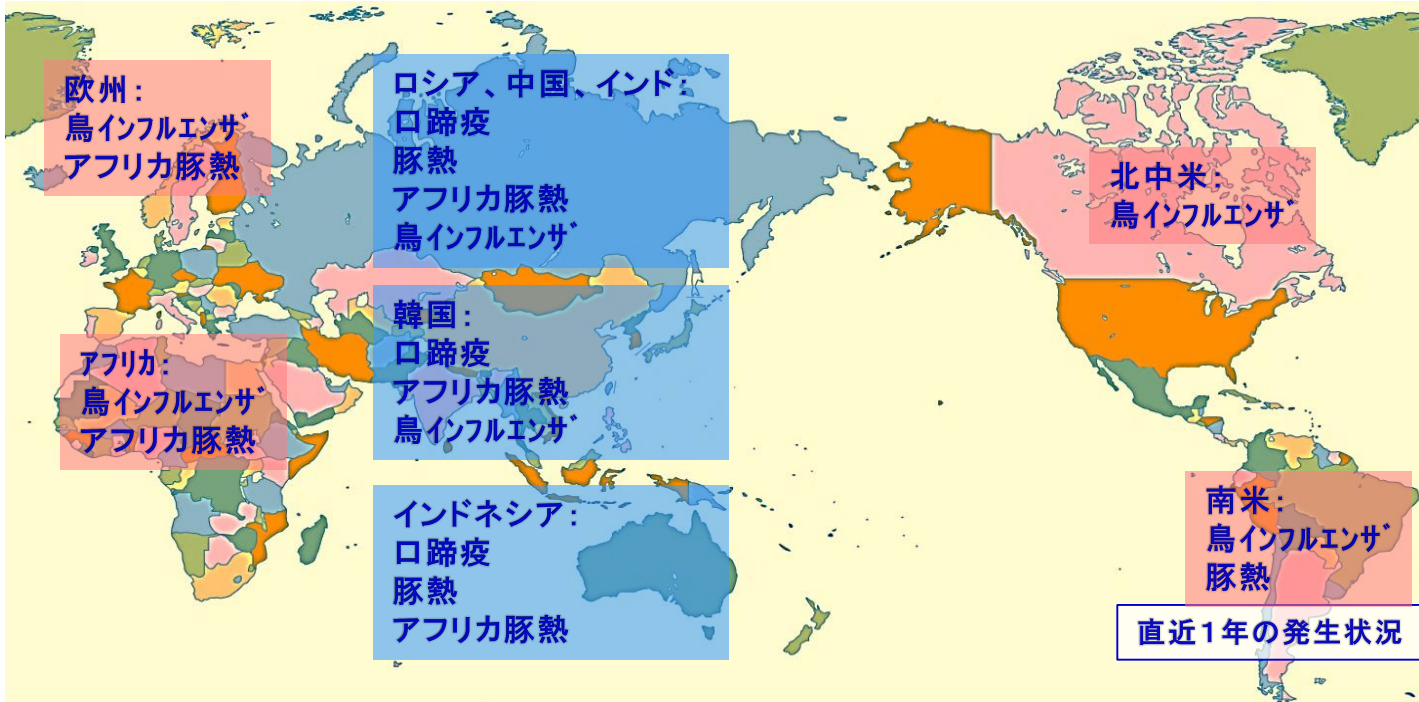 欧州：
鳥インフルエンザ
アフリカ豚熱
ロシア、中国、インド：
口蹄疫
豚熱
アフリカ豚熱
鳥インフルエンザ
北中米：
鳥インフルエンザ
韓国：
口蹄疫
アフリカ豚熱
鳥インフルエンザ
アフリカ：
鳥インフルエンザ
アフリカ豚熱
インドネシア：
口蹄疫
豚熱
アフリカ豚熱
南米：
鳥インフルエンザ
豚熱
直近１年の発生状況